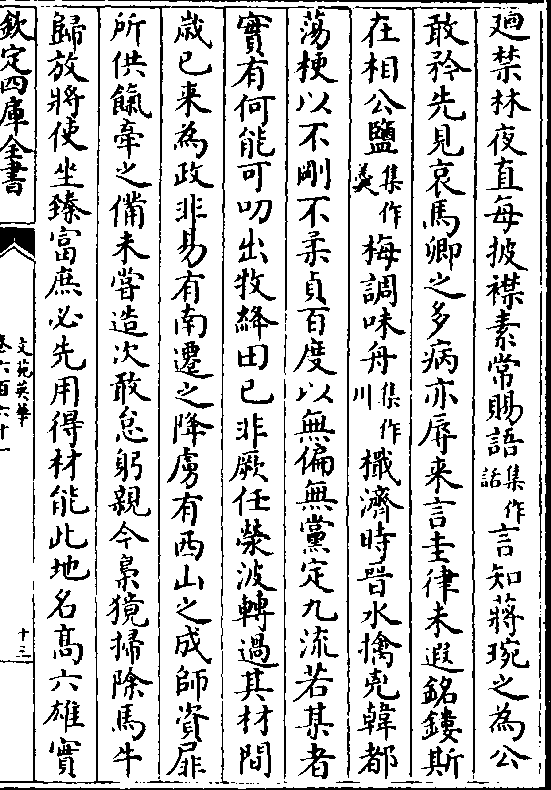 廻禁林夜直每披襟素常賜語集作話言知蔣琬之為公
敢矜先見哀馬卿之多病亦辱来言圭律未遐銘鏤斯
在相公鹽集作羮梅調味舟集作川檝濟時晉水擒兇韓都
蕩梗以不剛不柔貞百度以無偏無黨定九流若某者
實有何能可叨出牧絳田已非厥任滎波轉過其材間
歲已来為政非易有南遷之降虜有西山之成師資扉
所供餼牽之備未嘗造次敢怠躬親今梟獍掃除馬牛
歸放將使坐臻富庶必先用得材能此地名髙六雄實
欽定四庫全書
文苑英華
卷六百六十一
十三